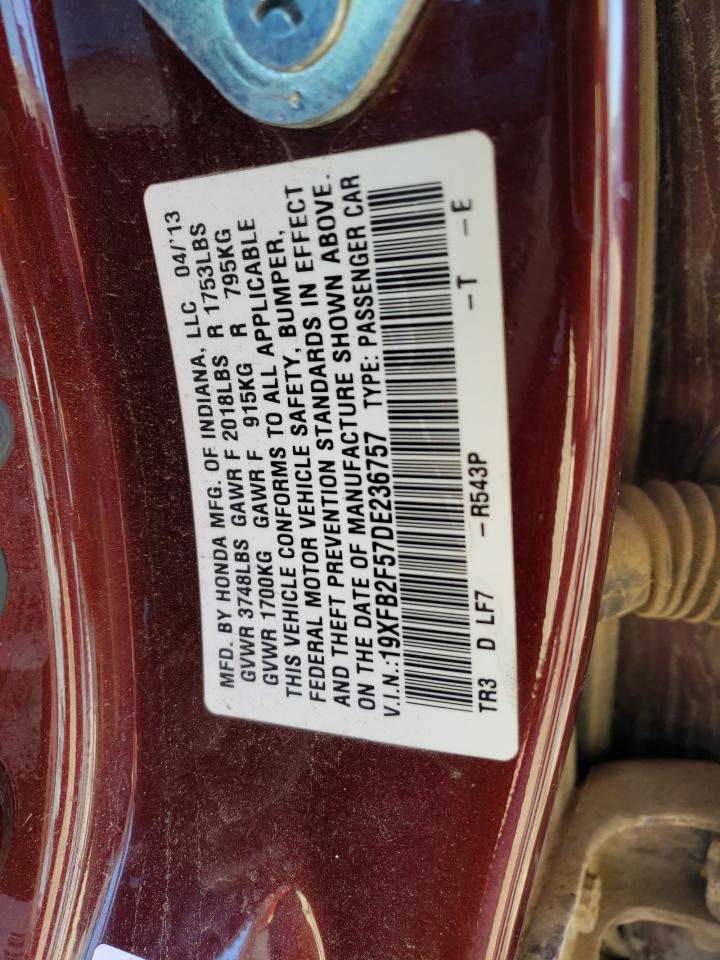 MFD. BY HONDA MFG. OF INDIANA, LLC 04/'13
GVWR 3748LBS GAWR F 2018LBS R 1753LBS
GVWR 1700KG GAWR F 915KG R 795KG
THIS VEHICLE CONFORMS TO ALL APPLICABLE
FEDERAL MOTOR VEHICLE SAFETY, BUMPER,
AND THEFT PREVENTION STANDARDS IN EFFECT
ON THE DATE OF MANUFACTURE SHOWN ABOVE.
V.I.N.:19XFB2F57DE236757 TYPE: PASSENGER CAR
TR3 D LF7 -R543P -T -E